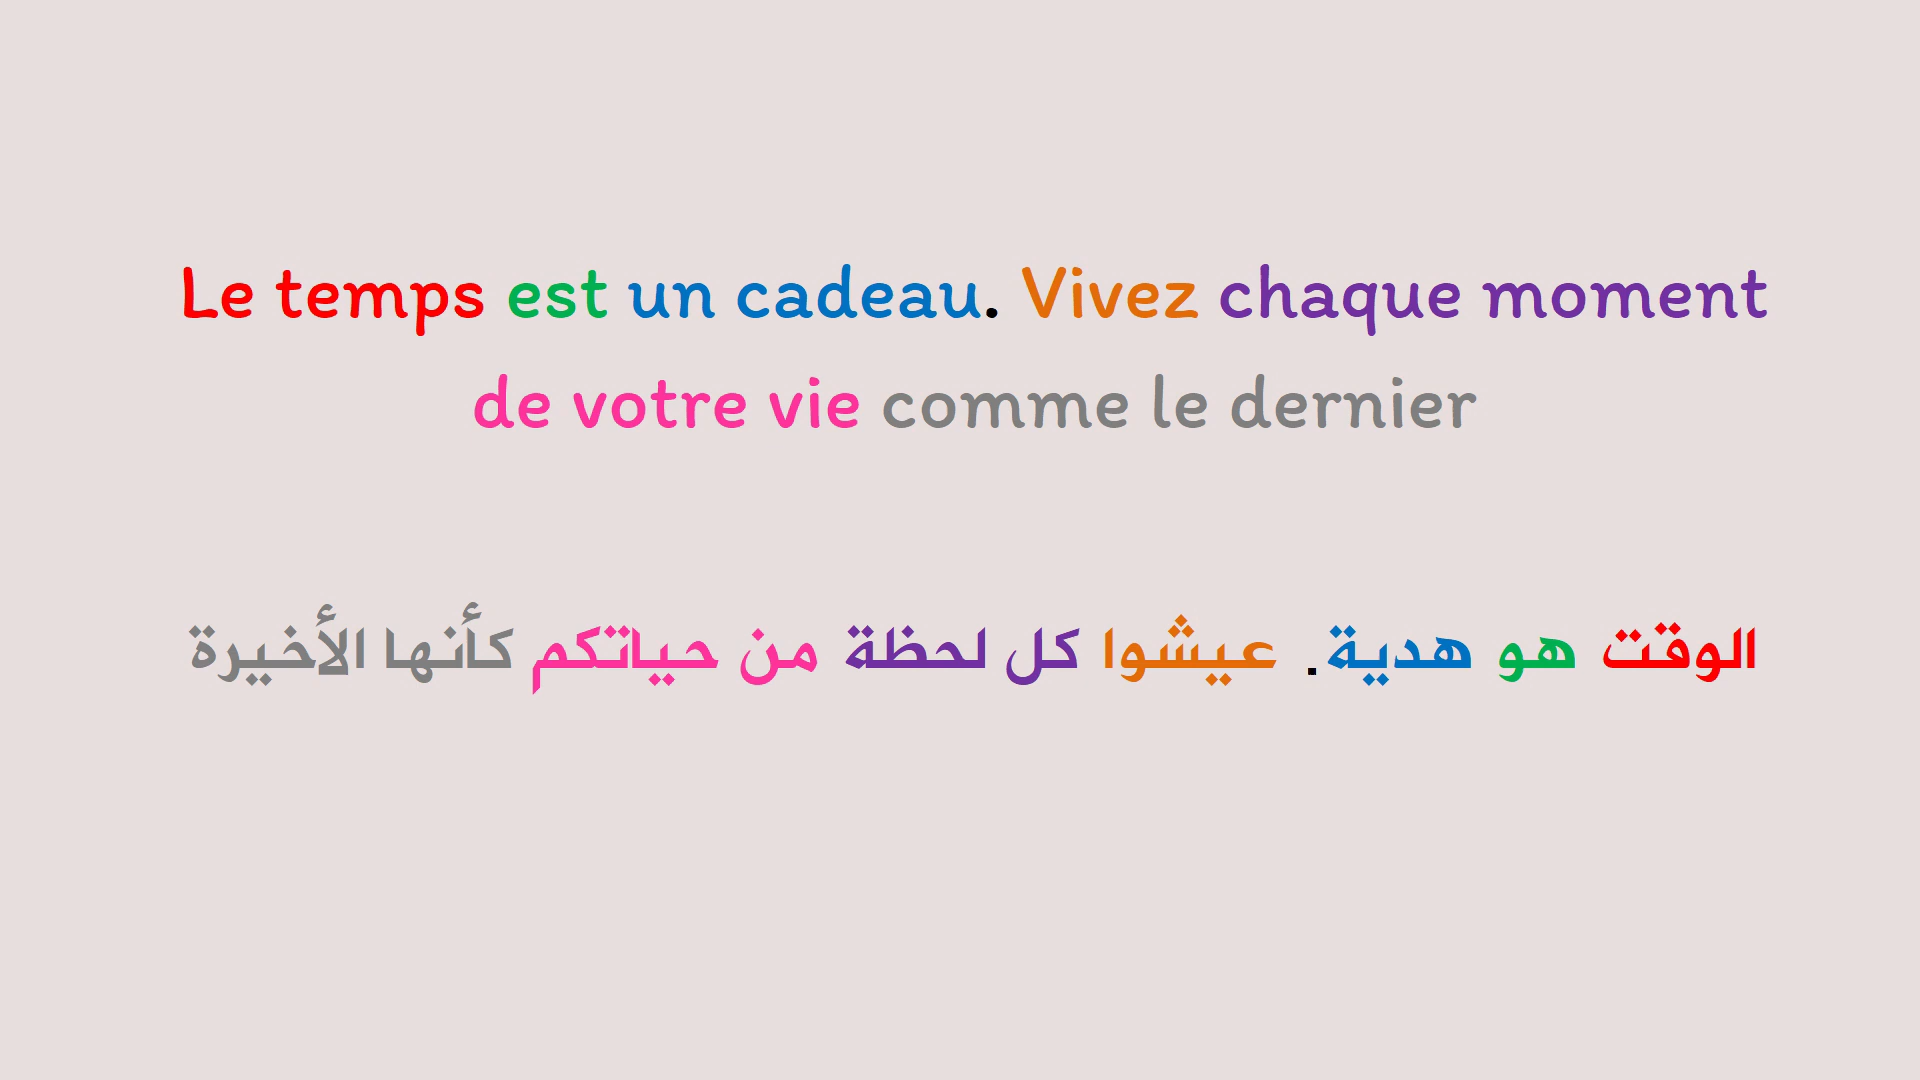 Le temps est un cadeau. Vivez chaque moment
de votre vie comme le dernier
الوقت هو هدية. عيشوا كل لحظة من حياتكم كأنها الأخيرة